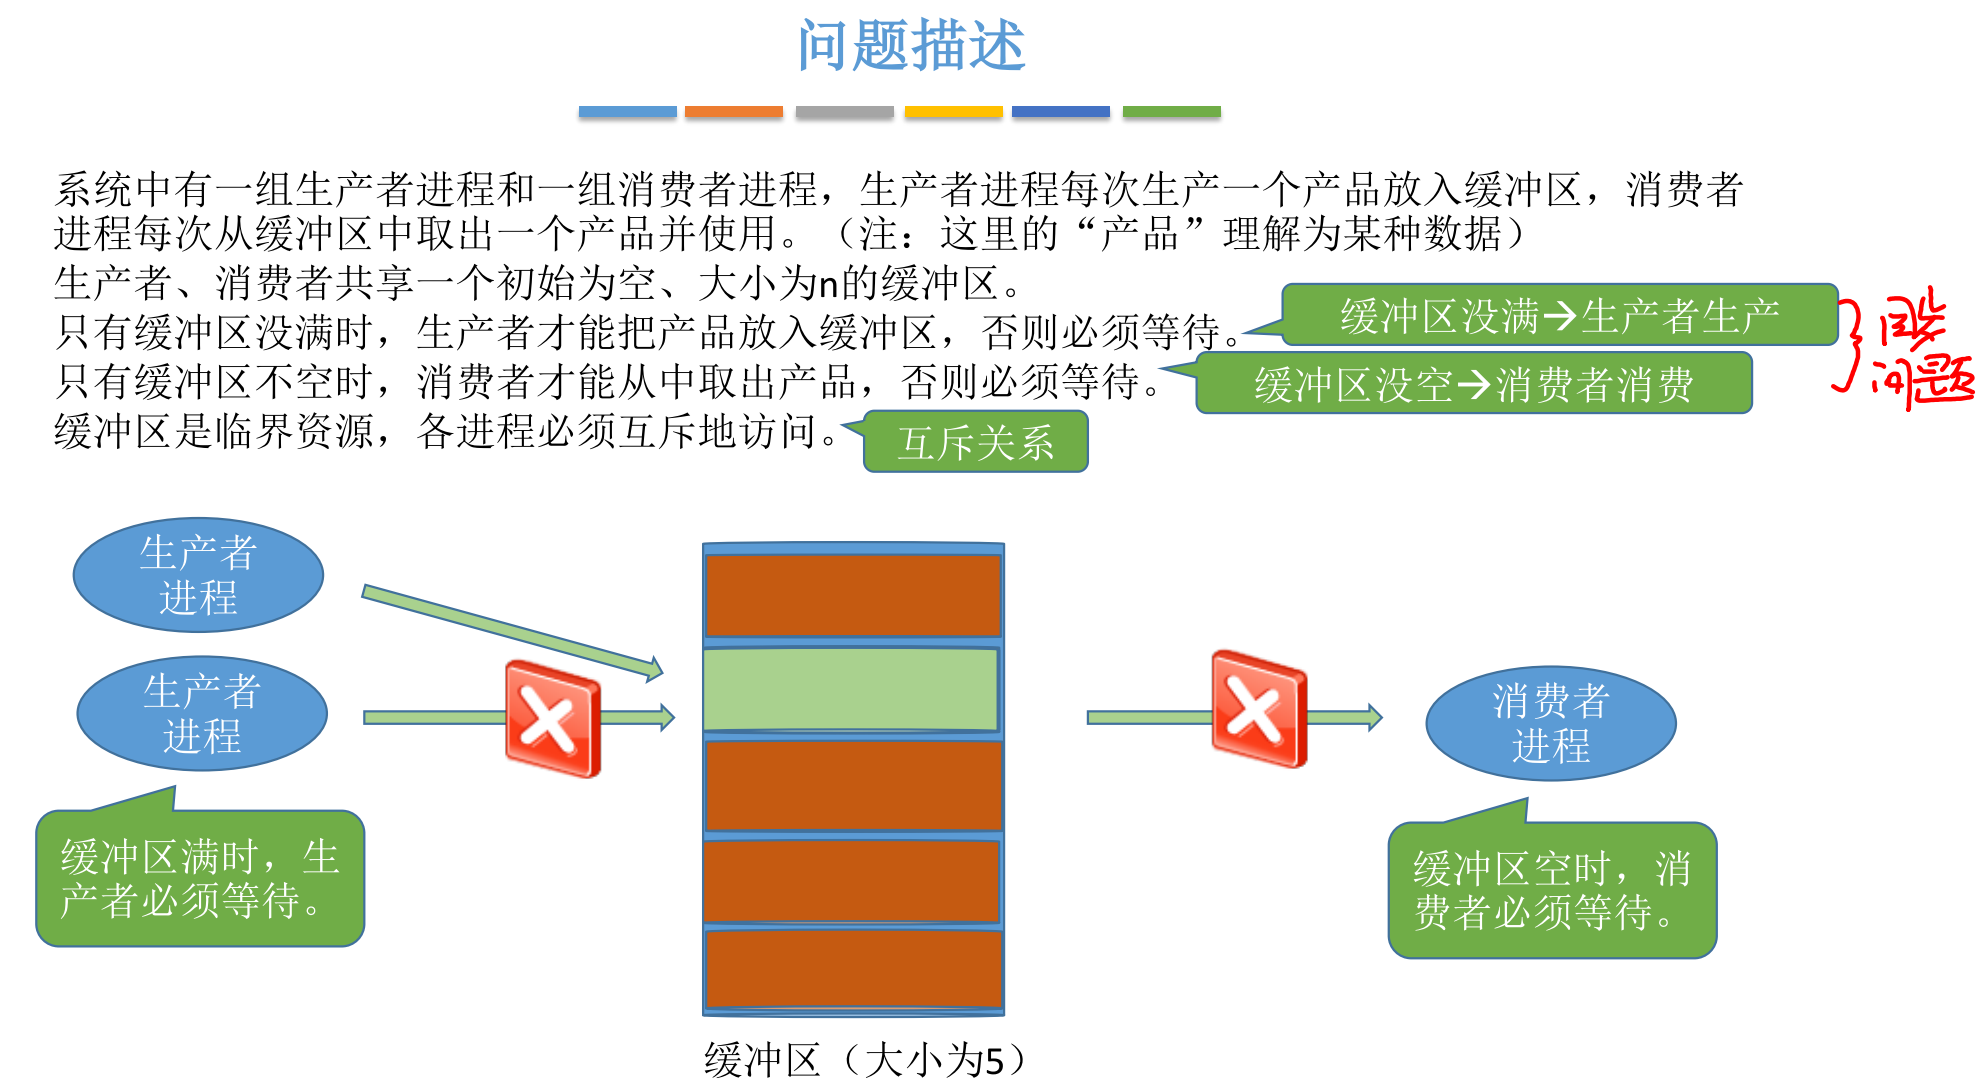 问题描述
系统中有一组生产者进程和一组消费者进程，生产者进程每次生产一个产品放入缓冲区，消费者
进程每次从缓冲区中取出一个产品并使用。（注：这里的“产品”理解为某种数据）
生产者、消费者共享一个初始为空、大小为n的缓冲区。
只有缓冲区没满时，生产者才能把产品放入缓冲区，否则必须等待。
缓冲区没满→生产者生产
只有缓冲区不空时，消费者才能从中取出产品，否则必须等待。
缓冲区没空→消费者消费
问题
缓冲区是临界资源，各进程必须互斥地访问。
互斥关系
生产者
进程
生产者
进程
消费者
进程
缓冲区满时，生
产者必须等待。
缓冲区空时，消
费者必须等待。
缓冲区（大小为5）